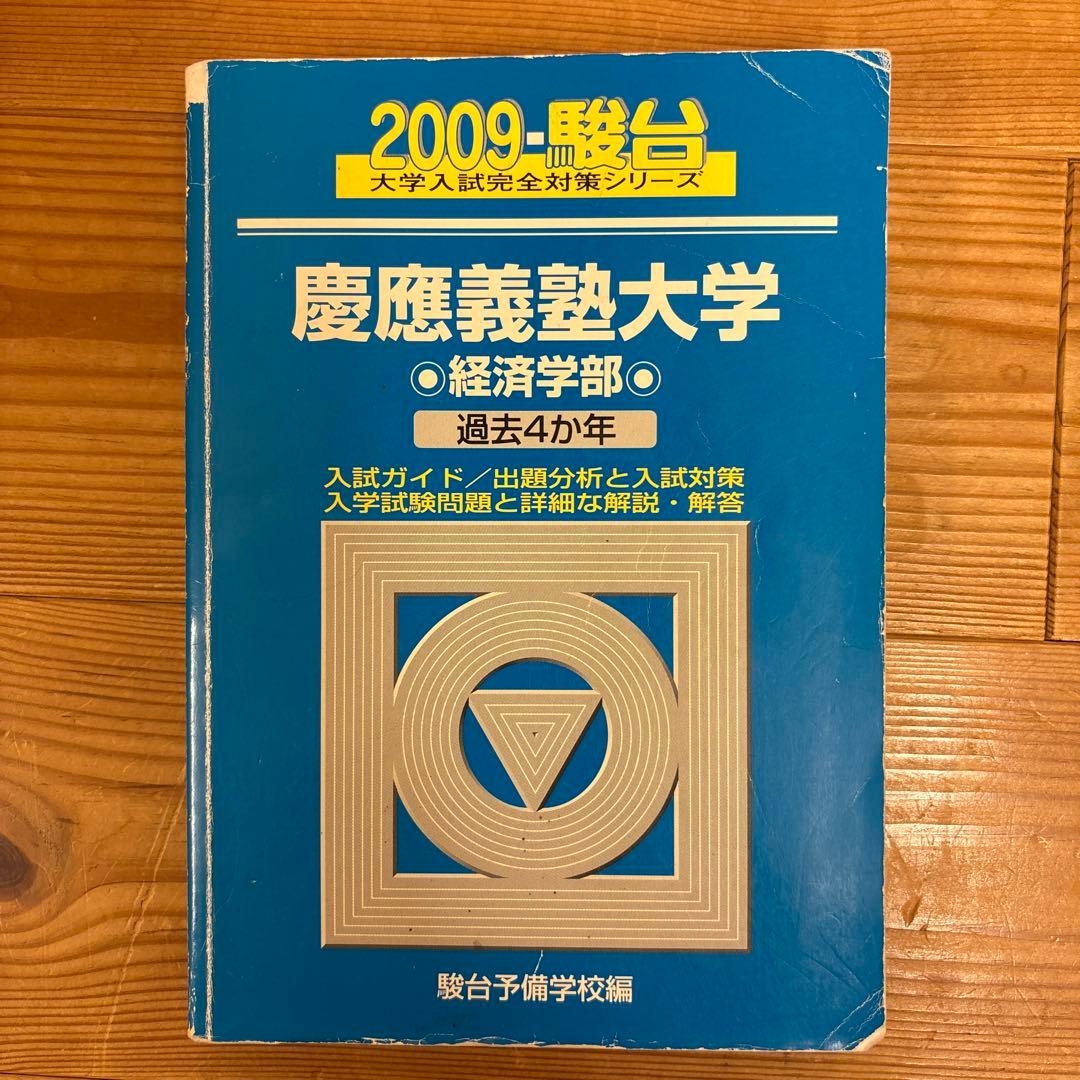 2009-駿台
大学入試完全対策シリーズ
慶應義塾大学
◉経済学部◉
過去4か年
入試ガイド/出題分析と入試対策
入学試験問題と詳細な解説・解答
駿台予備学校編